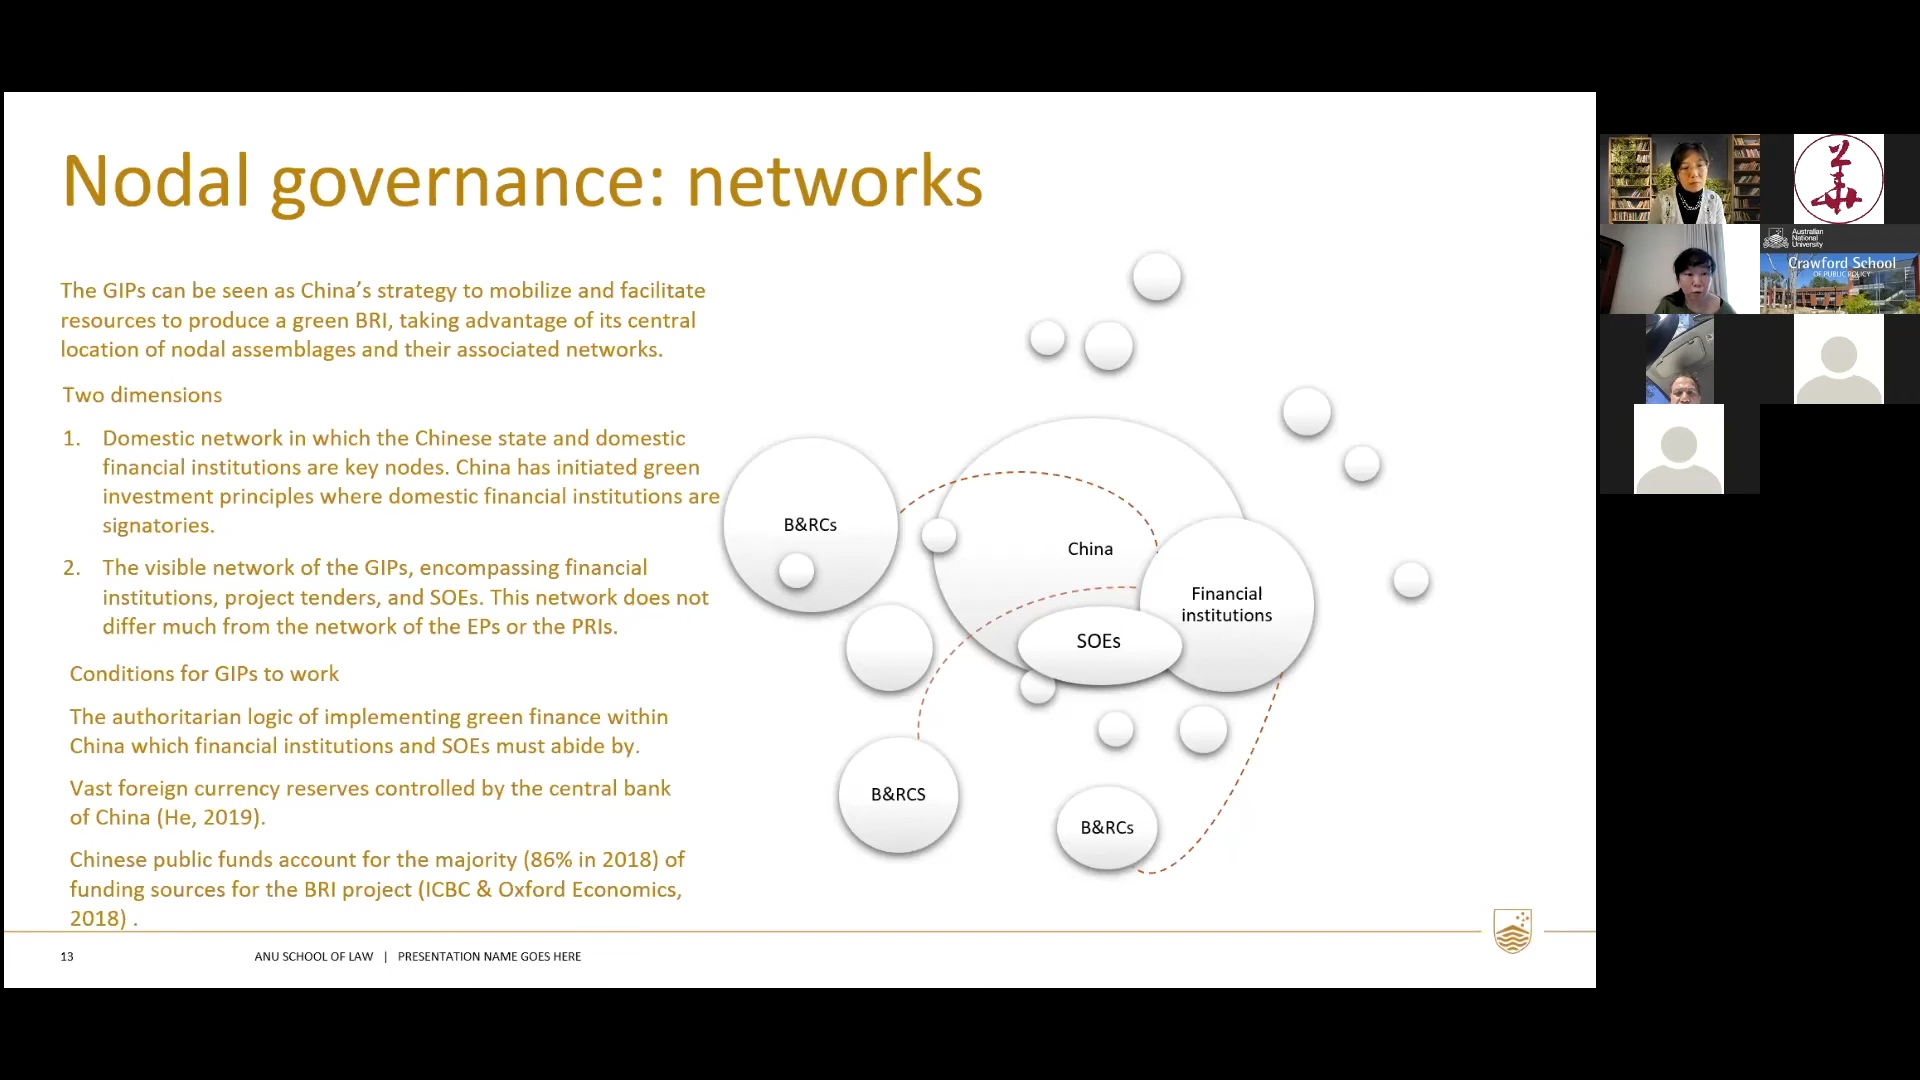 Nodal governance: networks
The GIPs can be seen as China's strategy to mobilize and facilitate
resources to produce a green BRI, taking advantage of its central
location of nodal assemblages and their associated networks.
Two dimensions
1. Domestic network in which the Chinese state and domestic
financial institutions are key nodes. China has initiated green
investment principles where domestic financial institutions are
signatories.
2. The visible network of the GIPs, encompassing financial
institutions, project tenders, and SOEs. This network does not
differ much from the network of the EPs or the PRIs.
Conditions for GIPs to work
The authoritarian logic of implementing green finance within
China which financial institutions and SOEs must abide by.
Vast foreign currency reserves controlled by the central bank
of China (He, 2019).
Chinese public funds account for the majority (86% in 2018) of
funding sources for the BRI project (ICBC & Oxford Economics,
2018) .
B&RCs
China
Financial
institutions
SOEs
B&RCS
B&RCs
13
ANU SCHOOL OF LAW | PRESENTATION NAME GOES HERE
Australian
National
University
Crawford School
OF PUBLIC POLICY